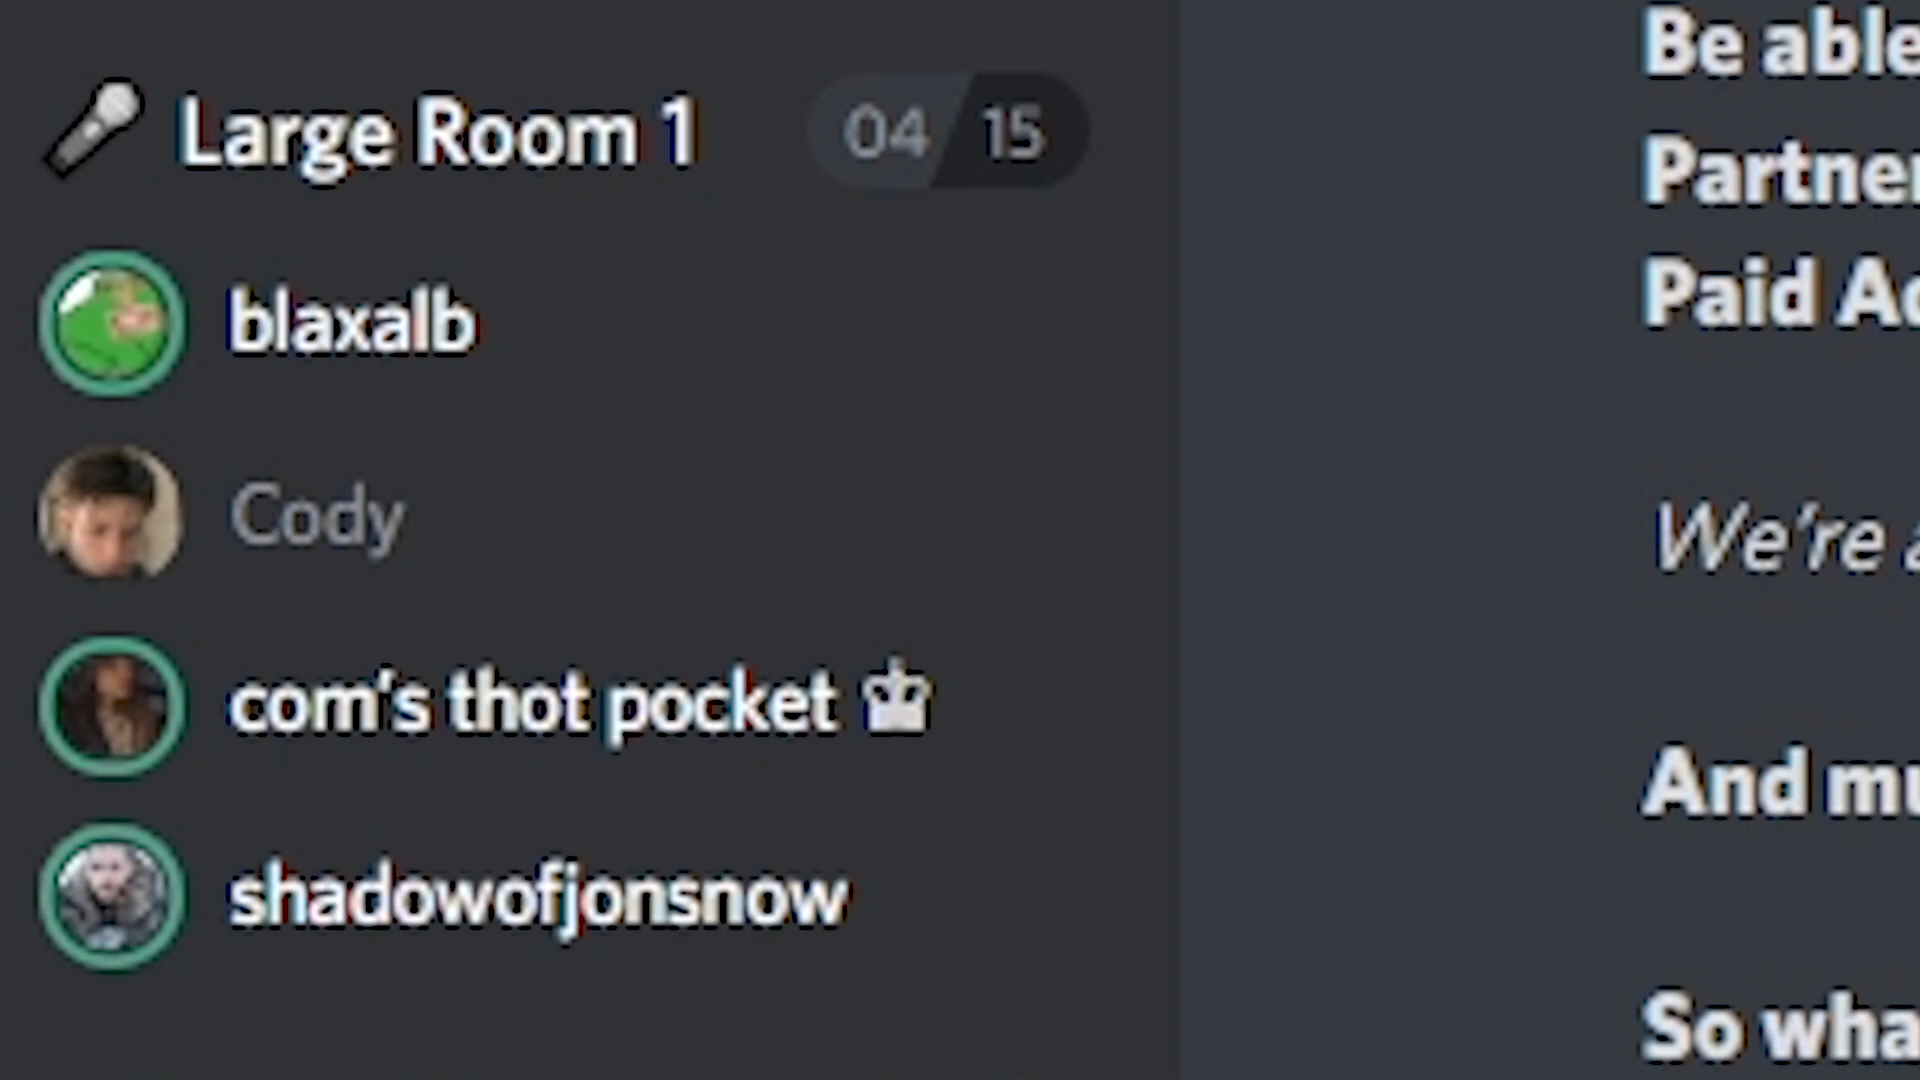 Large Room 1 04 15
blaxalb
Cody
com's thot pocket ♚
shadowofjonsnow
Be able
Partner
Paid
We're
And
So